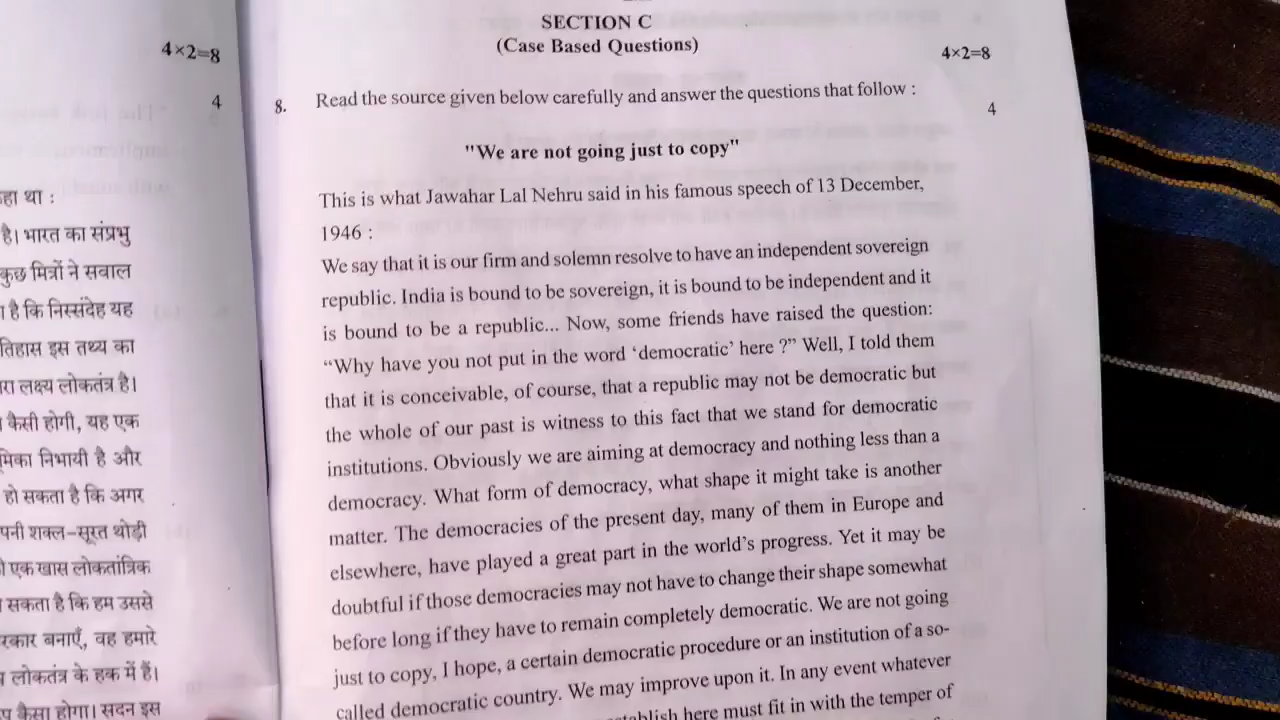 4×2=8
4
हा था :
है। भारत का संप्रभु
कुछ मित्रों ने सवाल
है कि निस्संदेह यह
तिहास इस तथ्य का
रा लक्ष्य लोकतंत्र है।
कैसी होगी, यह एक
मिका निभायी है और
हो सकता है कि अगर
पनी शक्ल-सूरत थोड़ी
एक खास लोकतांत्रिक
सकता है कि हम उससे
रकार बनाएँ, वह हमारे
लोकतंत्र के हक में हैं।
कैसा होगा। सदन इस
SECTION C
(Case Based Questions)
4×2=8
8. Read the source given below carefully and answer the questions that follow :
4
"We are not going just to copy"
This is what Jawahar Lal Nehru said in his famous speech of 13 December,
1946 :
We say that it is our firm and solemn resolve to have an independent sovereign
republic. India is bound to be sovereign, it is bound to be independent and it
is bound to be a republic... Now, some friends have raised the question:
“Why have you not put in the word ‘democratic’ here ?” Well, I told them
that it is conceivable, of course, that a republic may not be democratic but
the whole of our past is witness to this fact that we stand for democratic
institutions. Obviously we are aiming at democracy and nothing less than a
democracy. What form of democracy, what shape it might take is another
matter. The democracies of the present day, many of them in Europe and
elsewhere, have played a great part in the world’s progress. Yet it may be
doubtful if those democracies may not have to change their shape somewhat
before long if they have to remain completely democratic. We are not going
just to copy, I hope, a certain democratic procedure or an institution of a so-
called democratic country. We may improve upon it. In any event whatever
here must fit in with the temper of